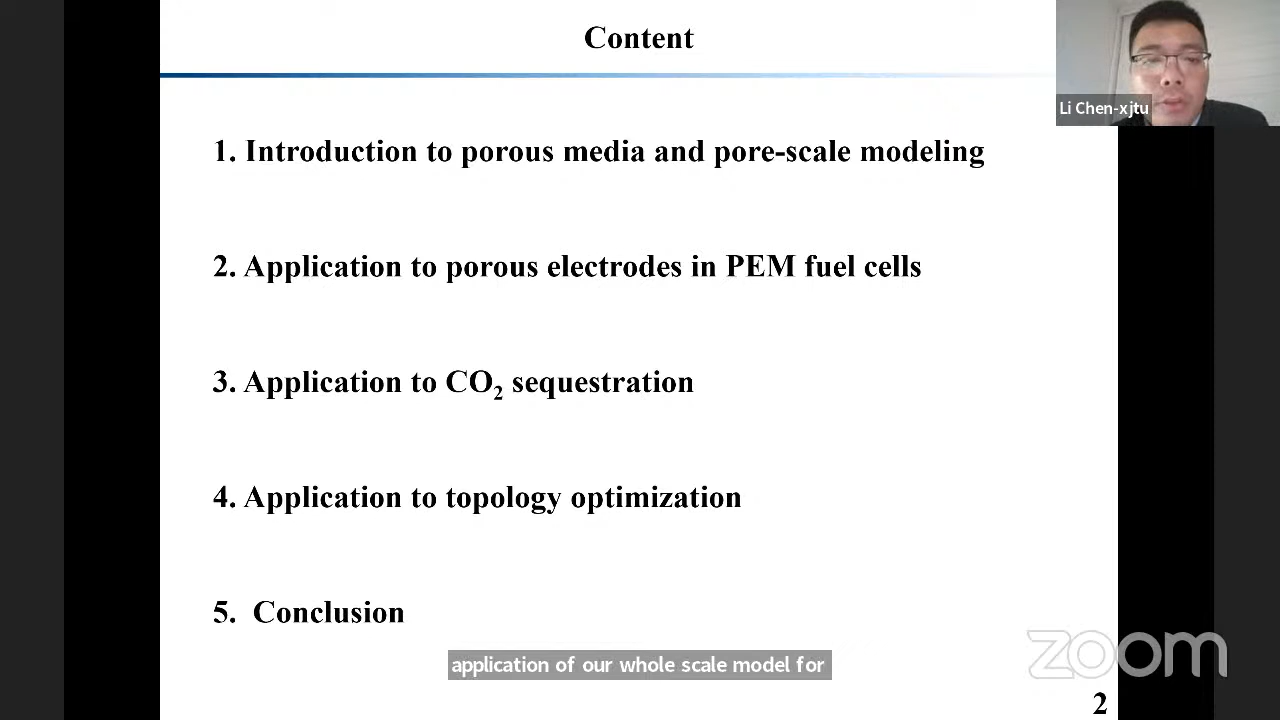 Content
Li Chen-xjtu
1. Introduction to porous media and pore-scale modeling
2. Application to porous electrodes in PEM fuel cells
3. Application to CO₂ sequestration
4. Application to topology optimization
5. Conclusion
application of our whole scale model for
zoom
2